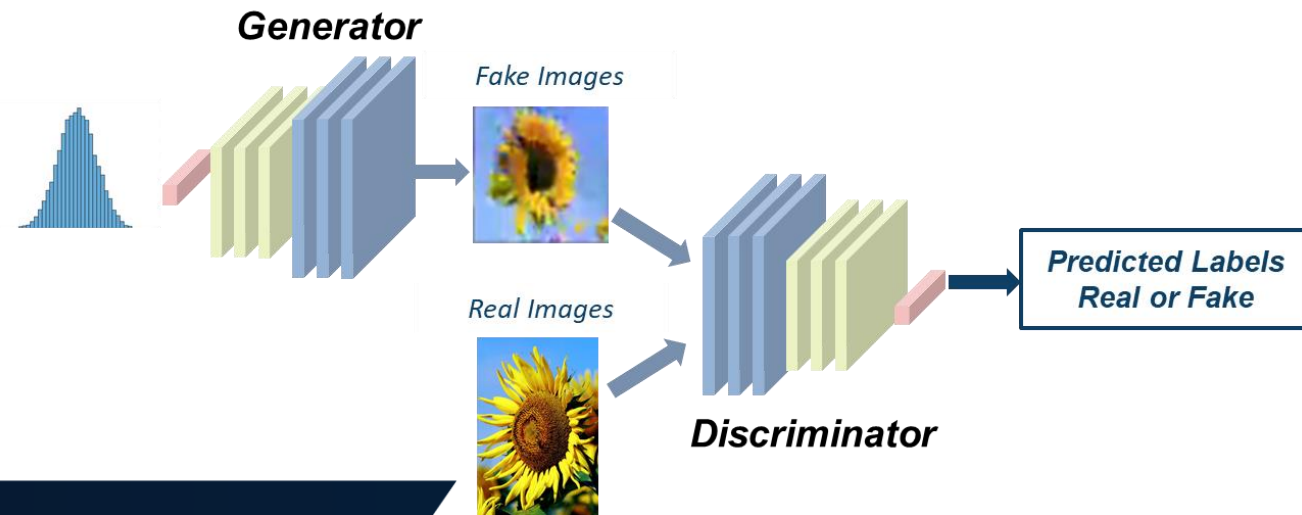 Generator
Fake Images
Real Images
Discriminator
Predicted Labels
Real or Fake